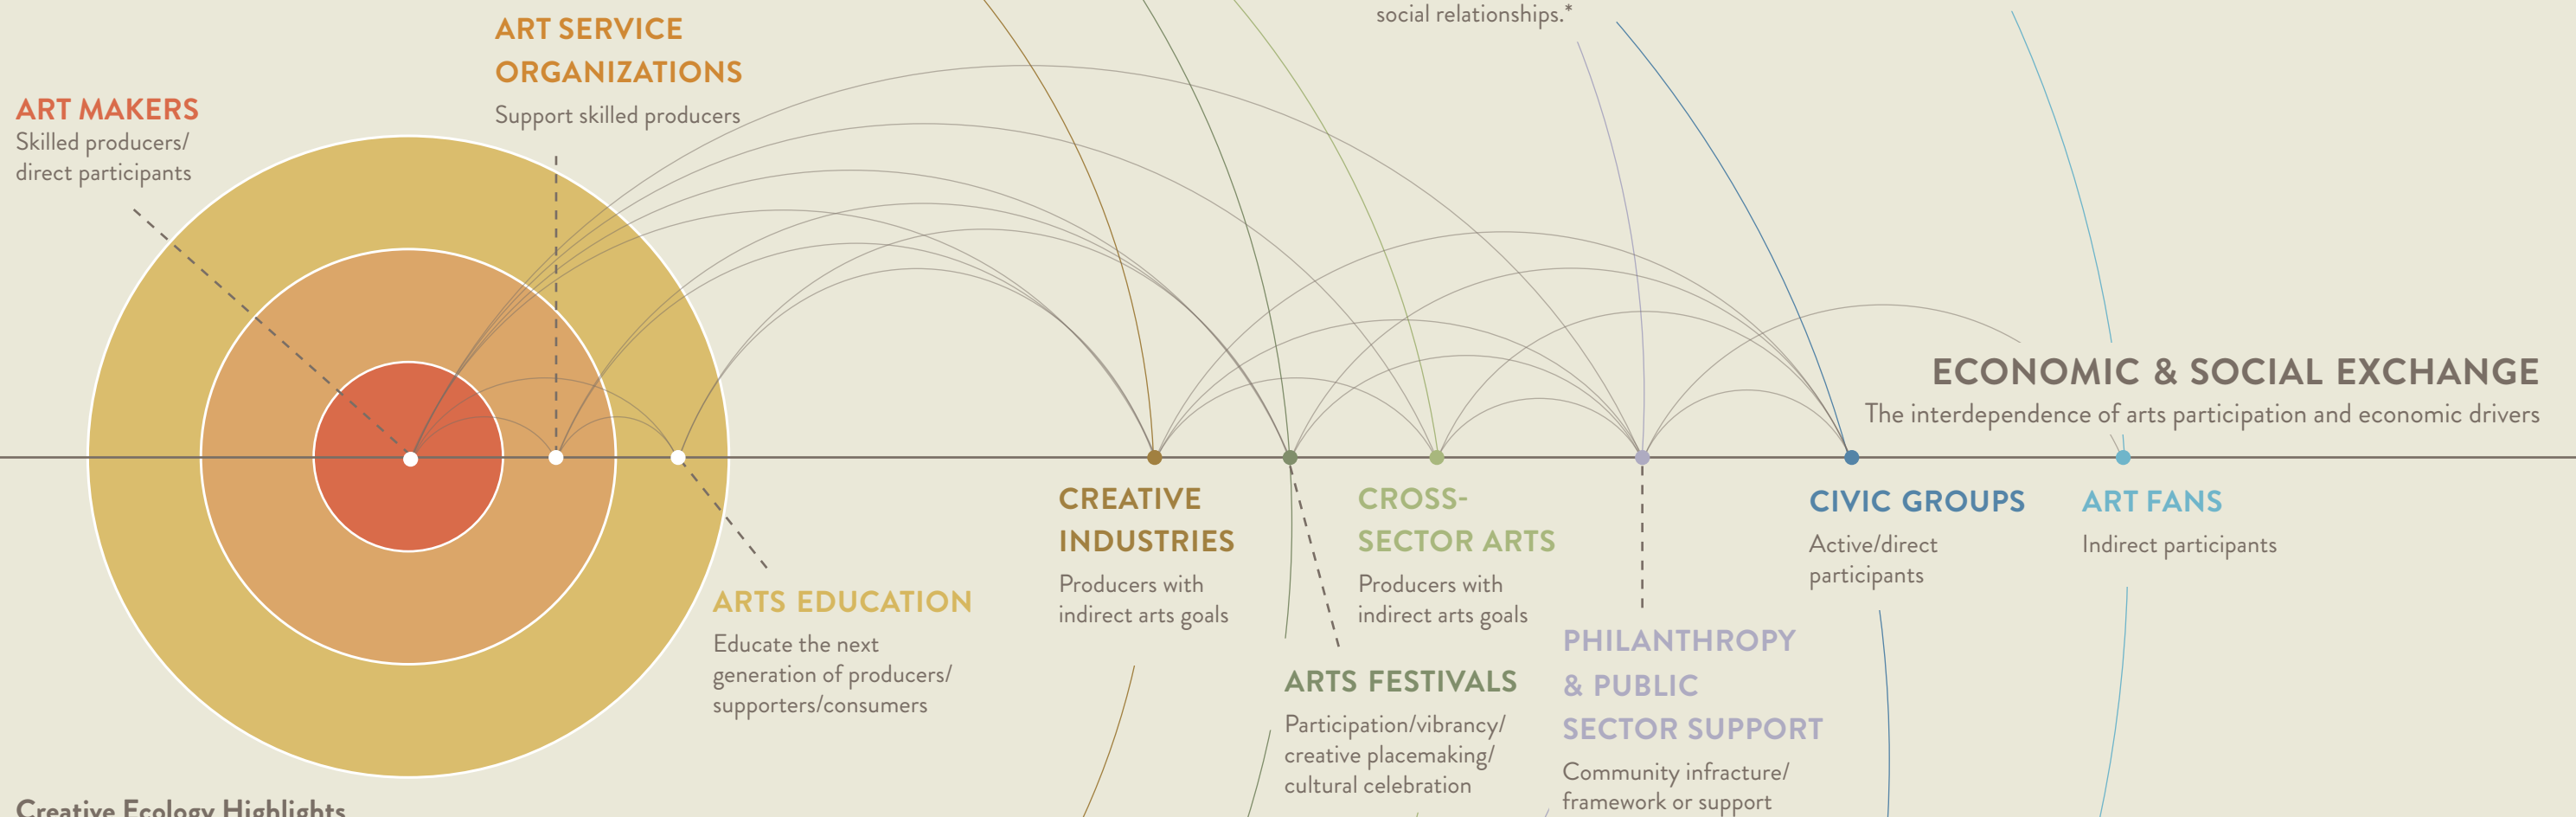 social relationships.*
ART SERVICE
ORGANIZATIONS
Support skilled producers
ART MAKERS
Skilled producers/
direct participants
ECONOMIC & SOCIAL EXCHANGE
The interdependence of arts participation and economic drivers
CREATIVE
INDUSTRIES
Producers with
indirect arts goals
CROSS-
SECTOR ARTS
Producers with
indirect arts goals
CIVIC GROUPS
Active/direct
participants
ART FANS
Indirect participants
ARTS EDUCATION
Educate the next
generation of producers/
supporters/consumers
ARTS FESTIVALS
Participation/vibrancy/
creative placemaking/
cultural celebration
PHILANTHROPY
& PUBLIC
SECTOR SUPPORT
Community infracture/
framework or support
Creative Ecology Highlights